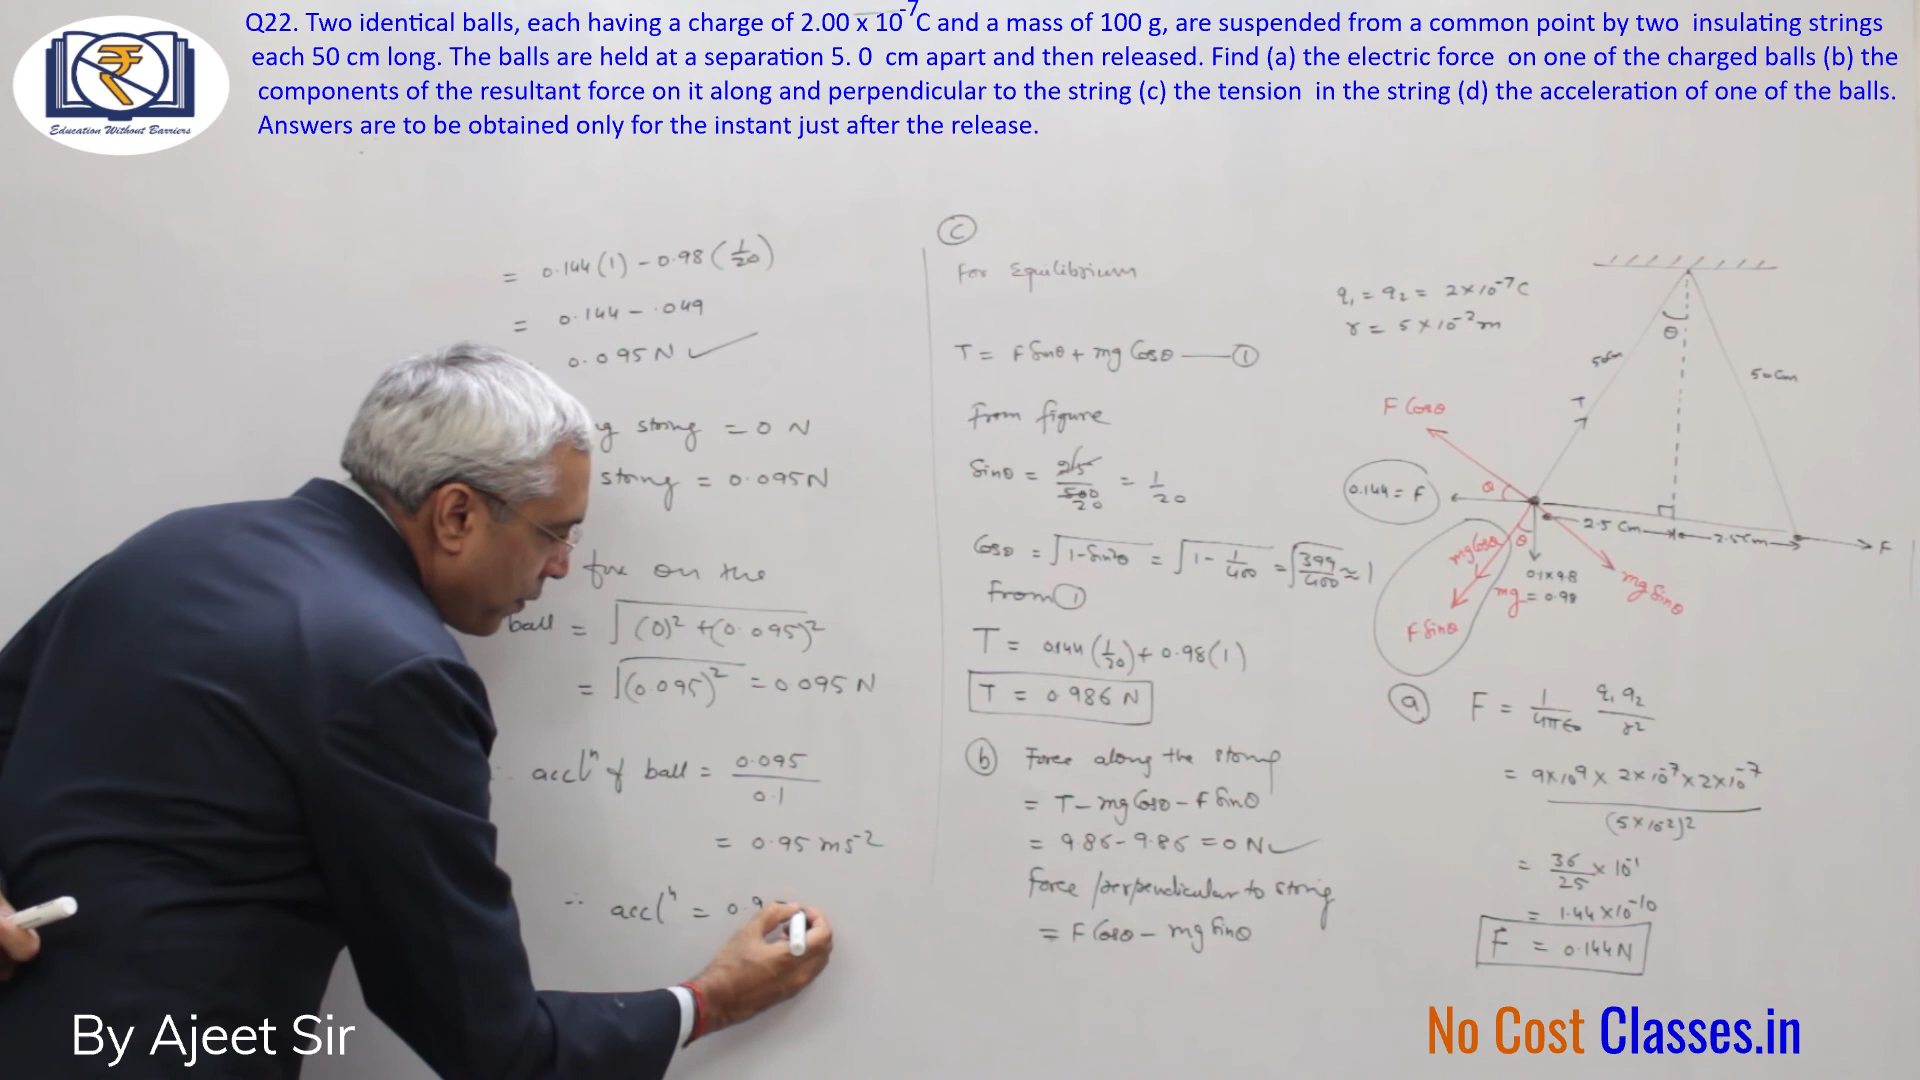 Q22. Two identical balls, each having a charge of 2.00 x 10⁻⁷C and a mass of 100 g, are suspended from a common point by two insulating strings
each 50 cm long. The balls are held at a separation 5. 0 cm apart and then released. Find (a) the electric force on one of the charged balls (b) the
components of the resultant force on it along and perpendicular to the string (c) the tension in the string (d) the acceleration of one of the balls.
Answers are to be obtained only for the instant just after the release.
Education Without Barriers
= 0.144(1) - 0.98(1/20)
= 0.144 - .049
0.095 N ✓
g string = 0 N
string = 0.095N
on the
ball = √(0)² + (0.095)²
= √(0.095)² = 0.095 N
accⁿ of ball = 0.095/0.1
= 0.95 ms⁻²
∴ accⁿ = 0.9
(c)
For Equilibrium
T = F Sinθ + mg Cosθ — (1)
From figure
Sinθ = 25/500 = 1/20
20
Cosθ = √1-Sin²θ = √1 - 1/400 = √399/400 ≈ 1
From (1)
T = 0.144(1/20) + 0.98(1)
T = 0.986 N
(b) Force along the string
= T - mg Cosθ - F Sinθ
= 9.86 - 9.86 = 0 N ✓
Force perpendicular to string
= F Cosθ - mg Sinθ
q₁ = q₂ = 2×10⁻⁷C
r = 5×10⁻²m
θ
50cm
50cm
T
F Cosθ
θ
0.144 = F
2.5 Cm
2.5Cm
F
mgCosθ
θ
0.1×9.8
mg = 0.98
mg Sinθ
F Sinθ
(a) F = 1/4π∈₀ q₁q₂/r²
= 9×10⁹ × 2×10⁻⁷ × 2×10⁻⁷
(5×10⁻²)²
= 36/25 × 10⁻¹
= 1.44×10⁻¹⁰
F = 0.144N
By Ajeet Sir
No Cost Classes.in